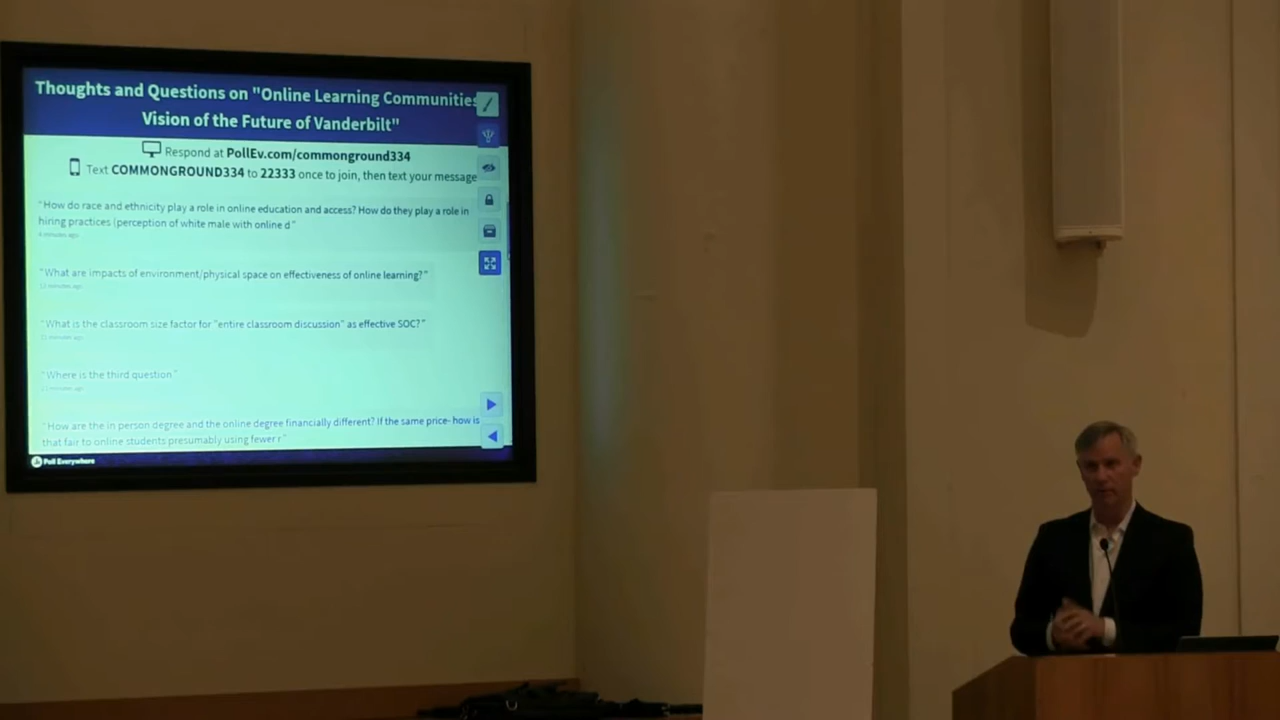 Thoughts and Questions on "Online Learning Communities
Vision of the Future of Vanderbilt"
Respond at PollEv.com/commonground334
Text COMMONGROUND334 to 22333 once to join, then text your message
"How do race and ethnicity play a role in online education and access? How do they play a role in
hiring practices (perception of white male with online d"
4 minutes ago
"What are impacts of environment/physical space on effectiveness of online learning?"
"What is the classroom size factor for "entire classroom discussion" as effective SOC?"
"Where is the third question"
"How are the in person degree and the online degree financially different? If the same price- how is
that fair to online students presumably using fewer r"
Poll Everywhere